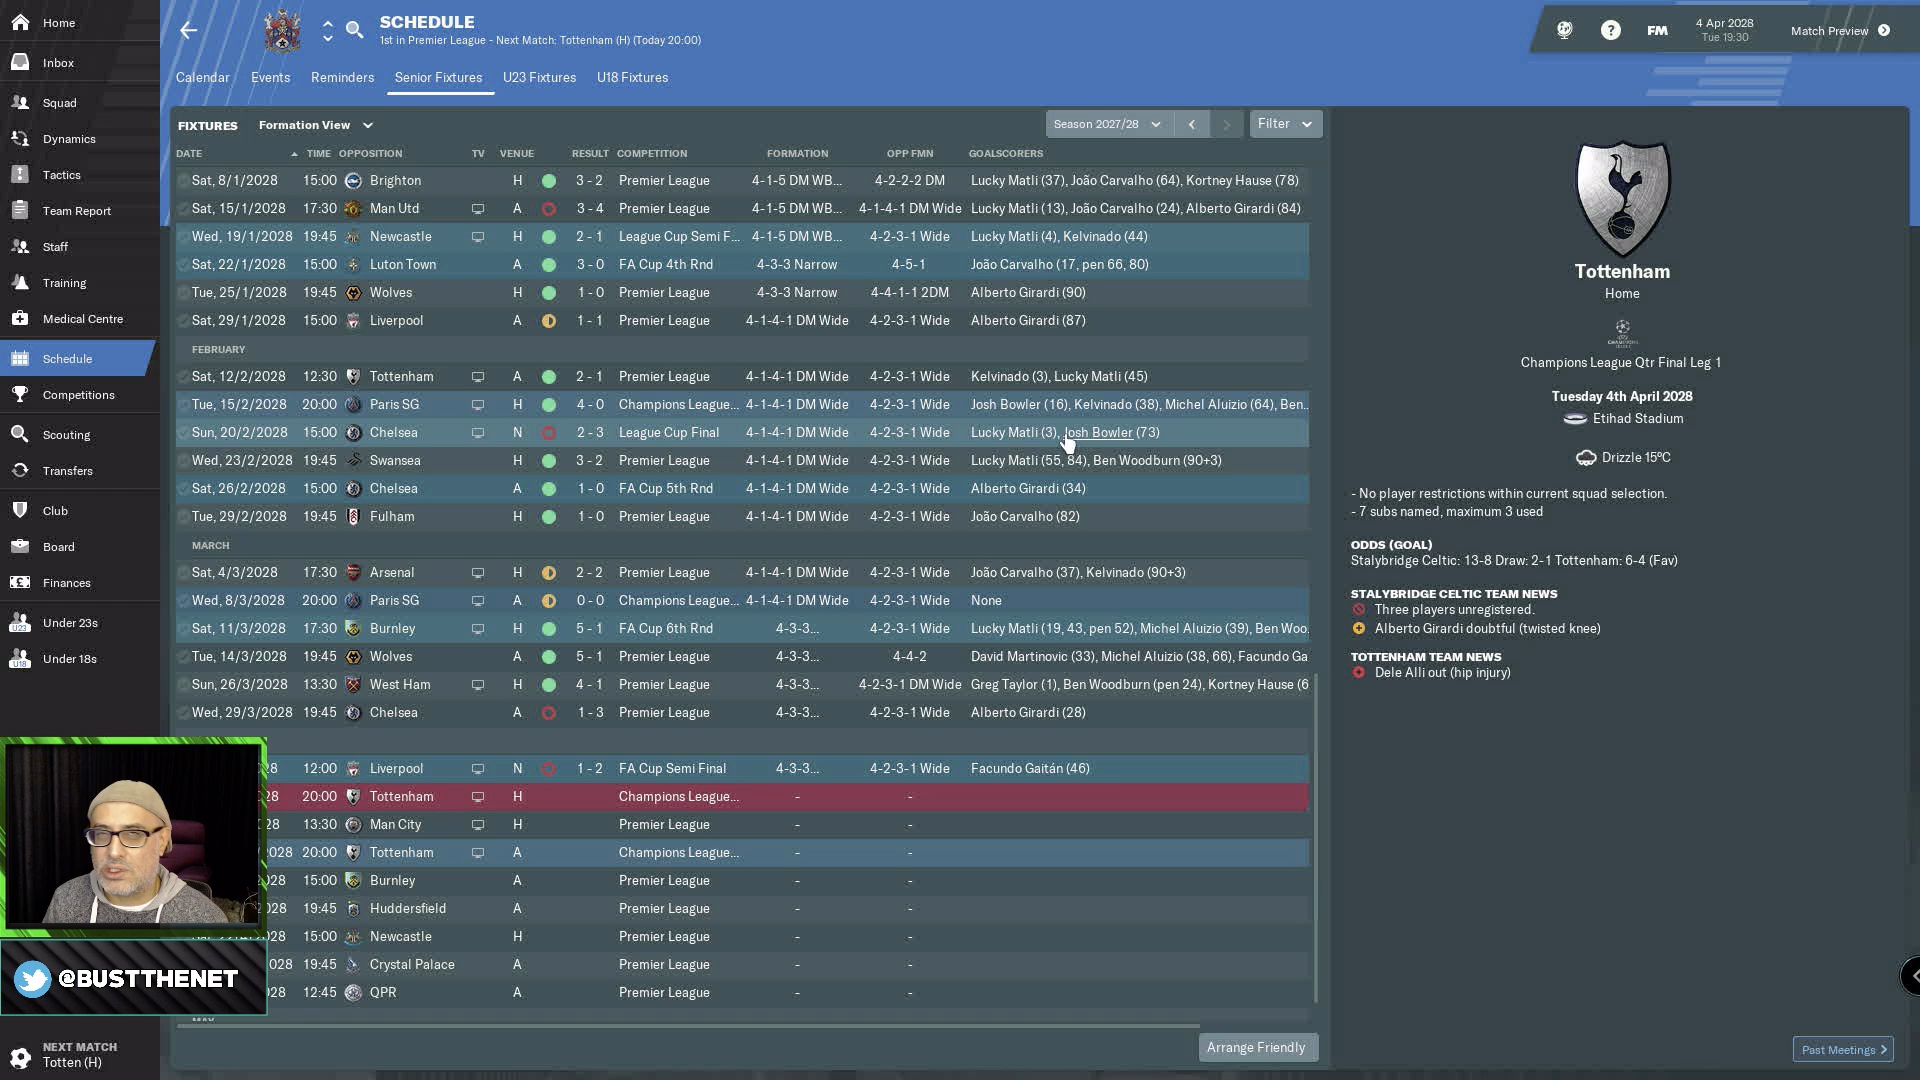 SCHEDULE
1st in Premier League - Next Match: Tottenham (H) (Today 20:00)
FM
4 Apr 2028
Tue 19:30
Match Preview
Home
Inbox
Squad
Dynamics
Tactics
Team Report
Staff
Training
Medical Centre
Schedule
Competitions
Scouting
Transfers
Club
Board
Finances
U23 Under 23s
U18 Under 18s
Calendar Events Reminders Senior Fixtures U23 Fixtures U18 Fixtures
FIXTURES Formation View Season 2027/28 Filter
DATE TIME OPPOSITION TV VENUE RESULT COMPETITION FORMATION OPP FMN GOALSCORERS
Sat, 8/1/2028 15:00 Brighton H 3 - 2 Premier League 4-1-5 DM WB... 4-2-2-2 DM Lucky Matli (37), João Carvalho (64), Kortney Hause (78)
Sat, 15/1/2028 17:30 Man Utd A 3 - 4 Premier League 4-1-5 DM WB... 4-1-4-1 DM Wide Lucky Matli (13), João Carvalho (24), Alberto Girardi (84)
Wed, 19/1/2028 19:45 Newcastle H 2 - 1 League Cup Semi F... 4-1-5 DM WB... 4-2-3-1 Wide Lucky Matli (4), Kelvinado (44)
Sat, 22/1/2028 15:00 Luton Town A 3 - 0 FA Cup 4th Rnd 4-3-3 Narrow 4-5-1 João Carvalho (17, pen 66, 80)
Tue, 25/1/2028 19:45 Wolves H 1 - 0 Premier League 4-3-3 Narrow 4-4-1-1 2DM Alberto Girardi (90)
Sat, 29/1/2028 15:00 Liverpool A 1 - 1 Premier League 4-1-4-1 DM Wide 4-2-3-1 Wide Alberto Girardi (87)
FEBRUARY
Sat, 12/2/2028 12:30 Tottenham A 2 - 1 Premier League 4-1-4-1 DM Wide 4-2-3-1 Wide Kelvinado (3), Lucky Matli (45)
Tue, 15/2/2028 20:00 Paris SG H 4 - 0 Champions League... 4-1-4-1 DM Wide 4-2-3-1 Wide Josh Bowler (16), Kelvinado (38), Michel Aluizio (64), Ben...
Sun, 20/2/2028 15:00 Chelsea N 2 - 3 League Cup Final 4-1-4-1 DM Wide 4-2-3-1 Wide Lucky Matli (3), Josh Bowler (73)
Wed, 23/2/2028 19:45 Swansea H 3 - 2 Premier League 4-1-4-1 DM Wide 4-2-3-1 Wide Lucky Matli (55, 84), Ben Woodburn (90+3)
Sat, 26/2/2028 15:00 Chelsea A 1 - 0 FA Cup 5th Rnd 4-1-4-1 DM Wide 4-2-3-1 Wide Alberto Girardi (34)
Tue, 29/2/2028 19:45 Fulham H 1 - 0 Premier League 4-1-4-1 DM Wide 4-2-3-1 Wide João Carvalho (82)
MARCH
Sat, 4/3/2028 17:30 Arsenal H 2 - 2 Premier League 4-1-4-1 DM Wide 4-2-3-1 Wide João Carvalho (37), Kelvinado (90+3)
Wed, 8/3/2028 20:00 Paris SG A 0 - 0 Champions League... 4-1-4-1 DM Wide 4-2-3-1 Wide None
Sat, 11/3/2028 17:30 Burnley H 5 - 1 FA Cup 6th Rnd 4-3-3... 4-2-3-1 Wide Lucky Matli (19, 43, pen 52), Michel Aluizio (39), Ben Woo.
Tue, 14/3/2028 19:45 Wolves A 5 - 1 Premier League 4-3-3... 4-4-2 David Martinovic (33), Michel Aluizio (38, 66), Facundo Ga
Sun, 26/3/2028 13:30 West Ham H 4 - 1 Premier League 4-3-3... 4-2-3-1 DM Wide Greg Taylor (1), Ben Woodburn (pen 24), Kortney Hause (6
Wed, 29/3/2028 19:45 Chelsea A 1 - 3 Premier League 4-3-3... 4-2-3-1 Wide Alberto Girardi (28)
8 12:00 Liverpool N 1 - 2 FA Cup Semi Final 4-3-3... 4-2-3-1 Wide Facundo Gaitán (46)
28 20:00 Tottenham H Champions League... - -
28 13:30 Man City H Premier League - -
2028 20:00 Tottenham A Champions League... - -
028 15:00 Burnley A Premier League - -
2028 19:45 Huddersfield A Premier League - -
028 15:00 Newcastle H Premier League - -
028 19:45 Crystal Palace A Premier League - -
28 12:45 QPR A Premier League - -
MAY
Arrange Friendly
Tottenham
Home
CHAMPIONS
Champions League Qtr Final Leg 1
Tuesday 4th April 2028
Etihad Stadium
Drizzle 15ºC
- No player restrictions within current squad selection.
- 7 subs named, maximum 3 used
ODDS (GOAL)
Stalybridge Celtic: 13-8 Draw: 2-1 Tottenham: 6-4 (Fav)
STALYBRIDGE CELTIC TEAM NEWS
Three players unregistered.
Alberto Girardi doubtful (twisted knee)
TOTTENHAM TEAM NEWS
Dele Alli out (hip injury)
Past Meetings
@BUSTTHENET
NEXT MATCH
Totten (H)